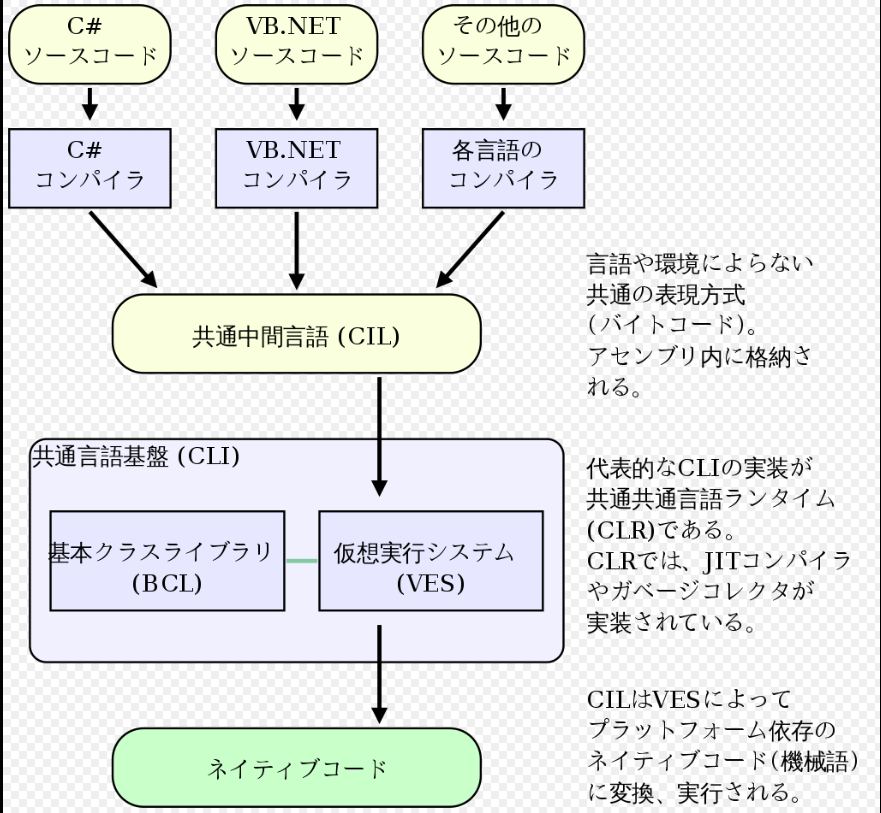 C#
ソースコード
VB.NET
ソースコード
その他の
ソースコード
C#
コンパイラ
VB.NET
コンパイラ
各言語の
コンパイラ
共通中間言語 (CIL)
言語や環境によらない
共通の表現方式
(バイトコード)。
アセンブリ内に格納さ
れる。
共通言語基盤 (CLI)
基本クラスライブラリ
(BCL)
仮想実行システム
(VES)
代表的なCLIの実装が
共通共通言語ランタイム
(CLR)である。
CLRでは、JITコンパイラ
やガベージコレクタが
実装されている。
ネイティブコード
CILはVESによって
プラットフォーム依存の
ネイティブコード(機械語)
に変換、実行される。